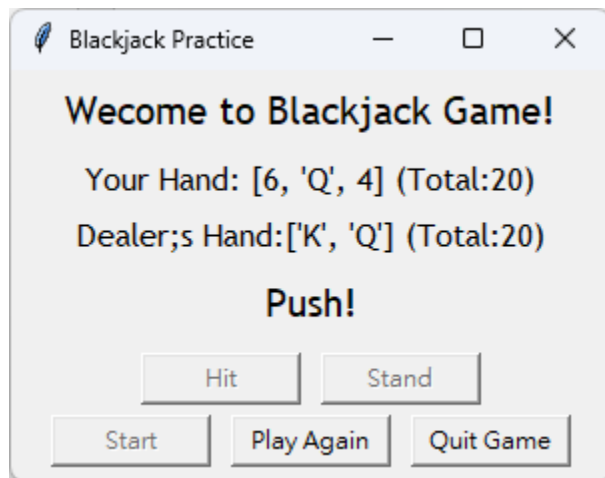 Blackjack Practice
Wecome to Blackjack Game!
Your Hand: [6, 'Q', 4] (Total:20)
Dealer;s Hand:['K', 'Q'] (Total:20)
Push!
Hit Stand
Start Play Again Quit Game